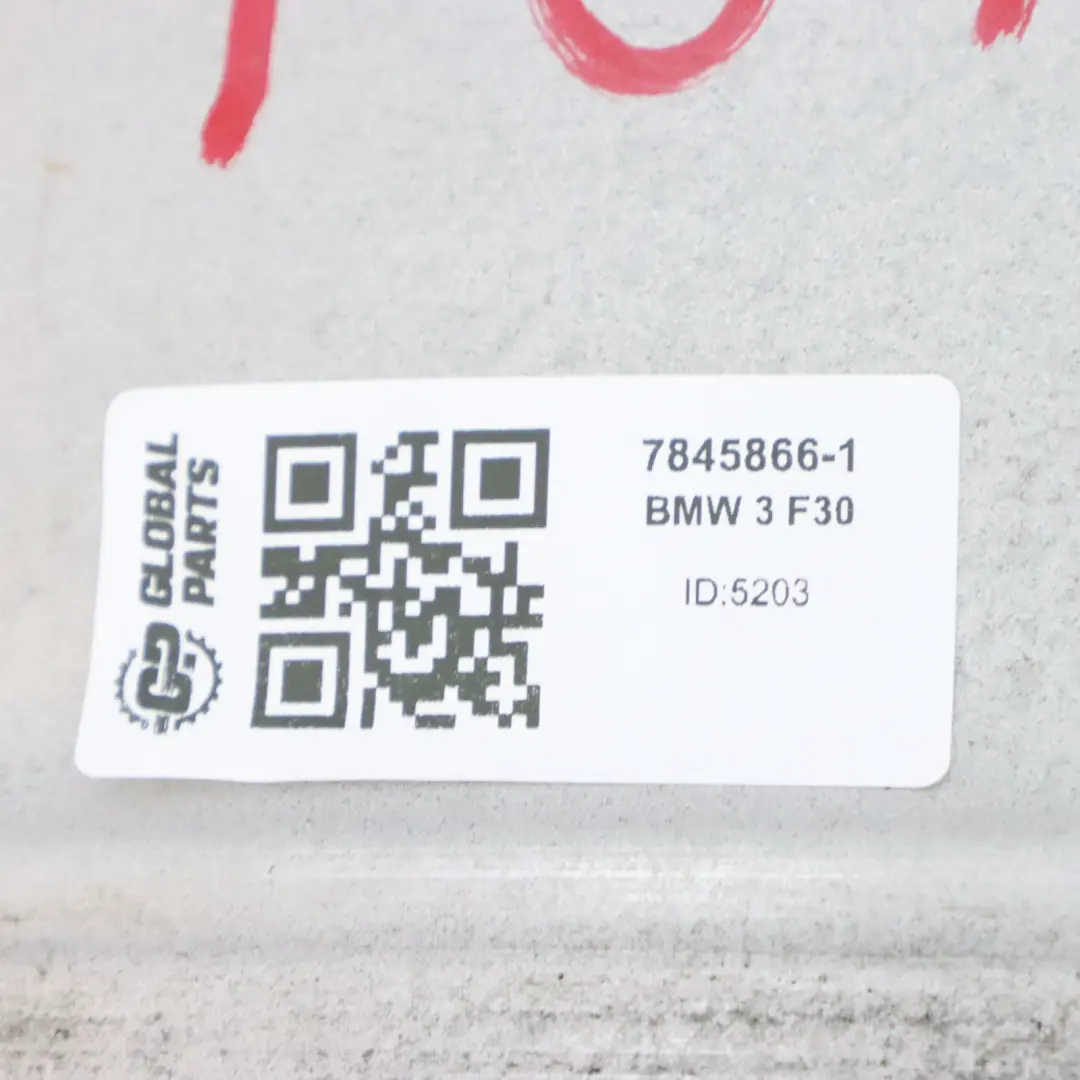 GLOBAL
PARTS
7845866-1
BMW 3 F30
ID:5203